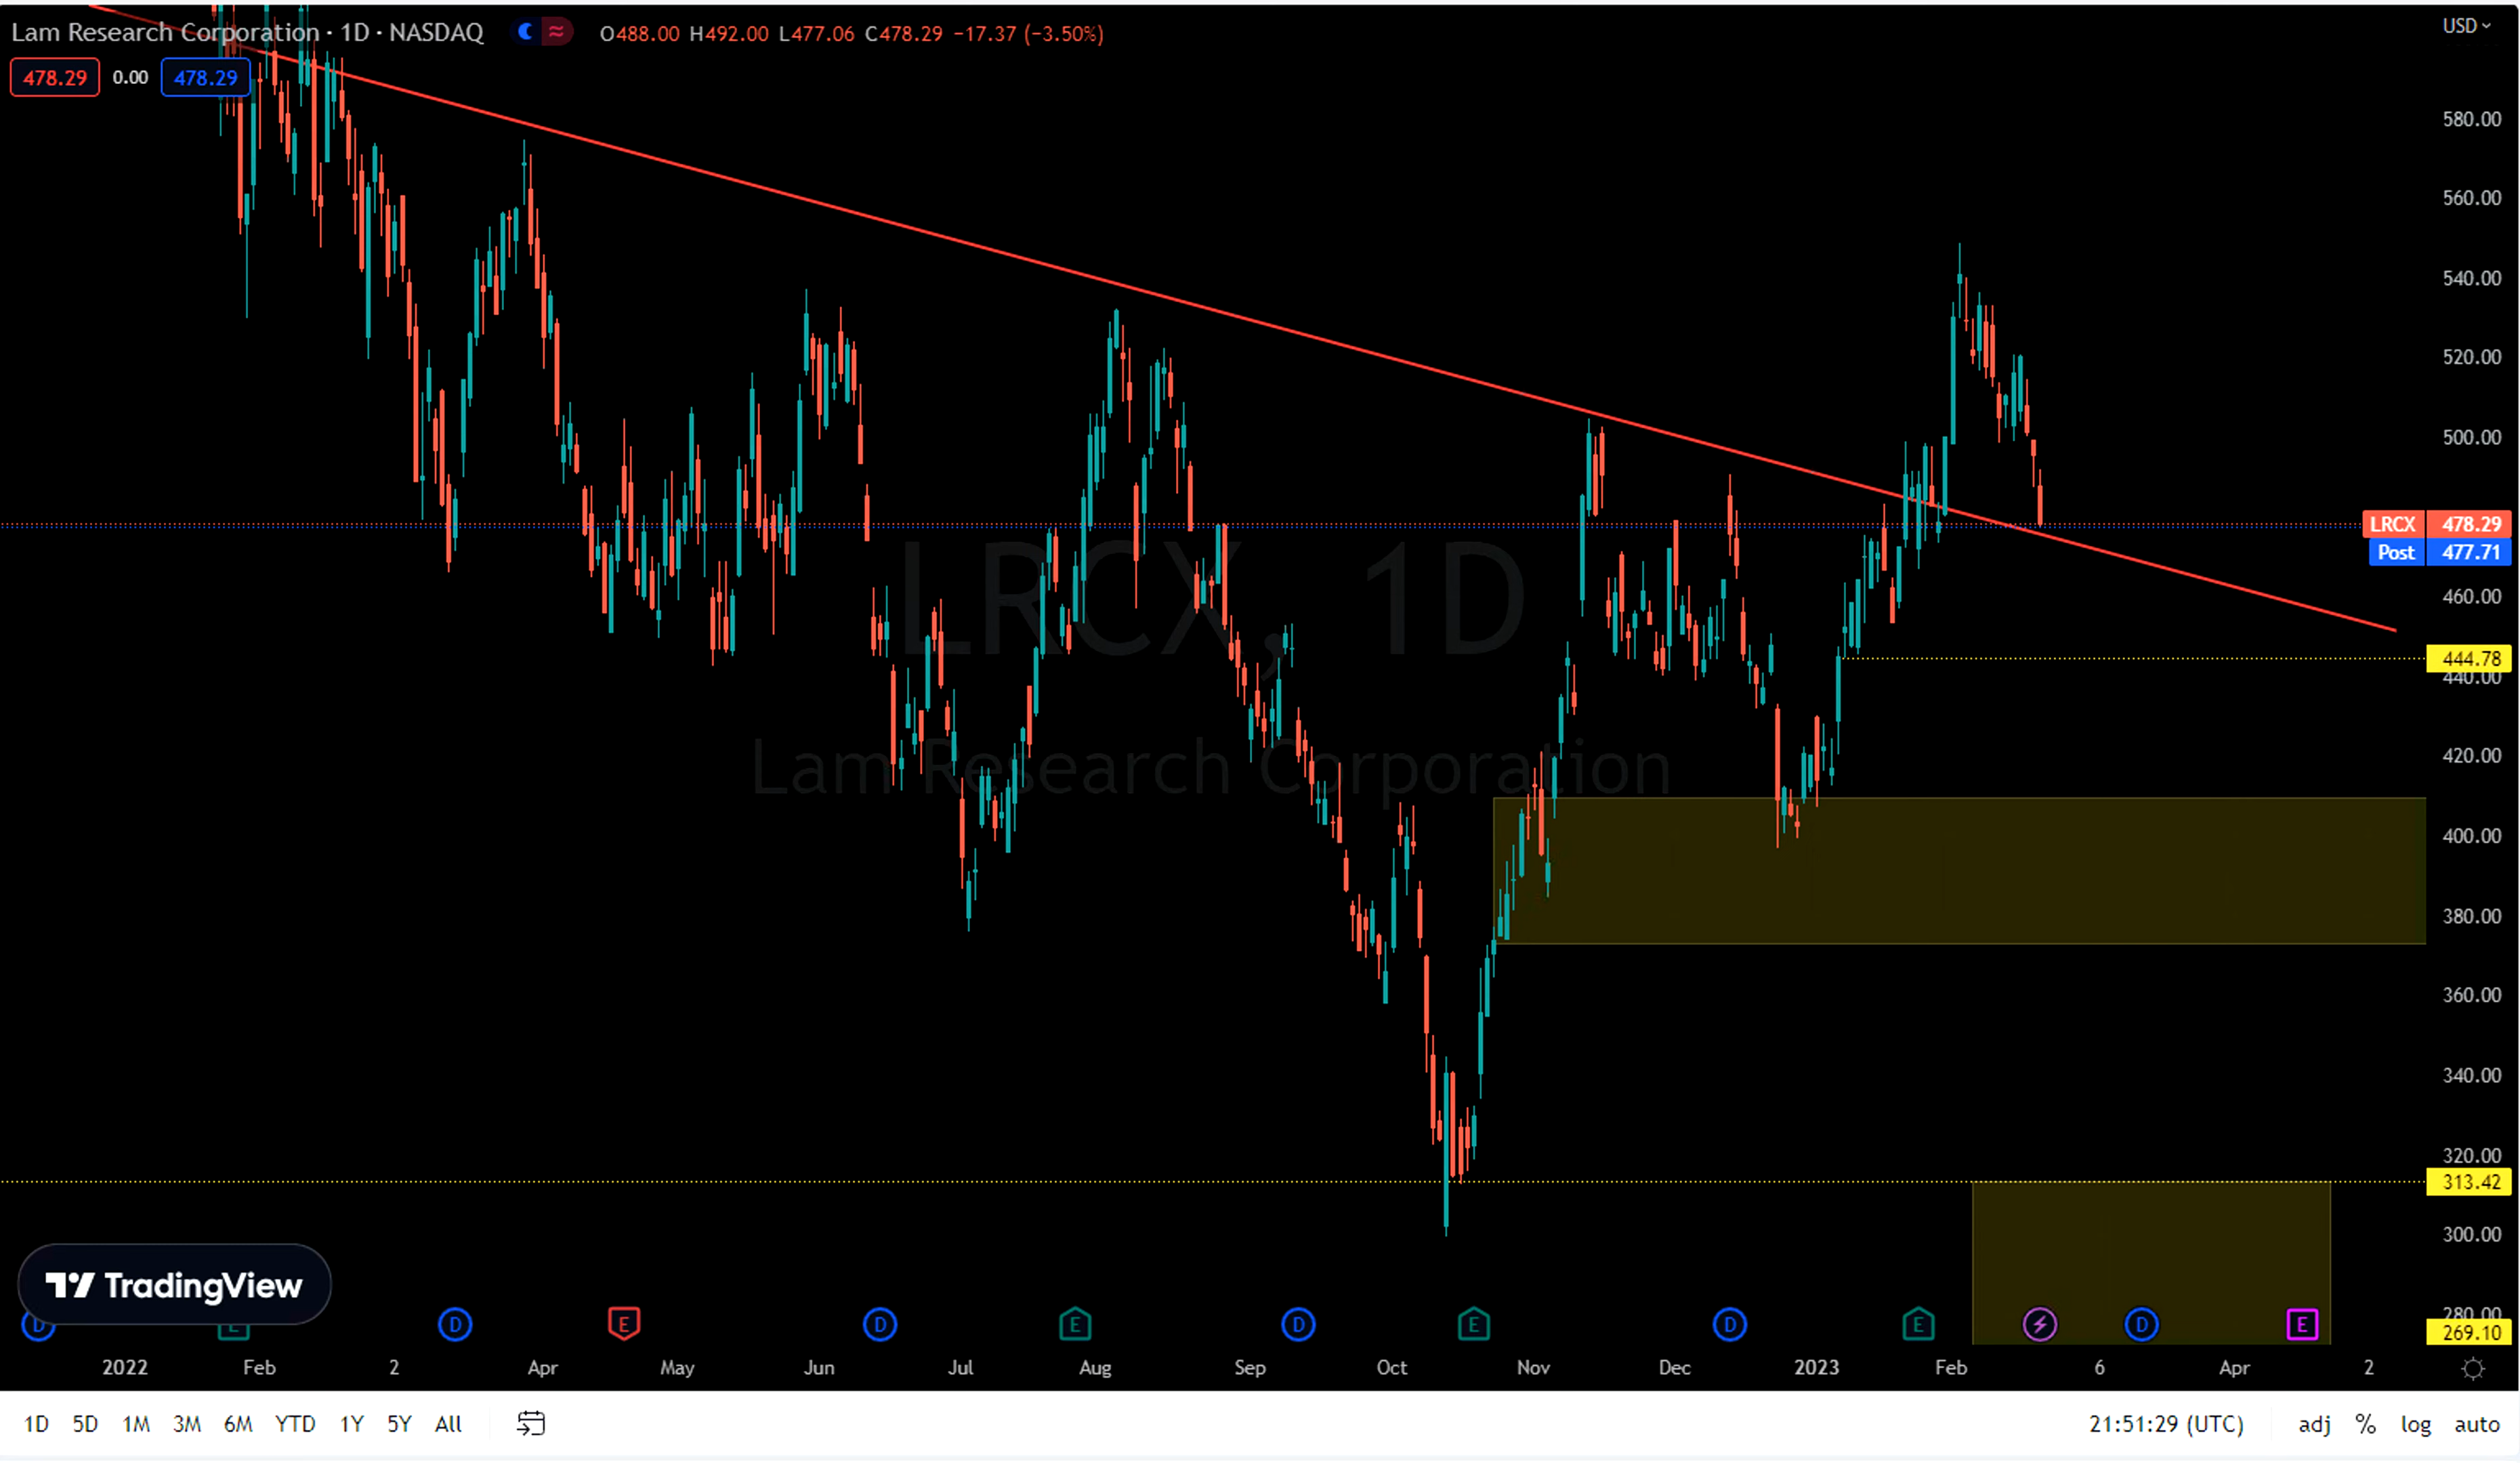 Lam Research Corporation · 1D · NASDAQ O488.00 H492.00 L477.06 C478.29 −17.37 (−3.50%) USD
478.29 0.00 478.29
580.00
560.00
540.00
520.00
500.00
LRCX 478.29
Post 477.71
LRCX, 1D
460.00
444.78
440.00
420.00
Lam Research Corporation
400.00
380.00
360.00
340.00
320.00
313.42
300.00
TradingView
280.00
D E D E D E D E D E D E
269.10
2022 Feb 2 Apr May Jun Jul Aug Sep Oct Nov Dec 2023 Feb 6 Apr 2
1D 5D 1M 3M 6M YTD 1Y 5Y All 21:51:29 (UTC) adj % log auto